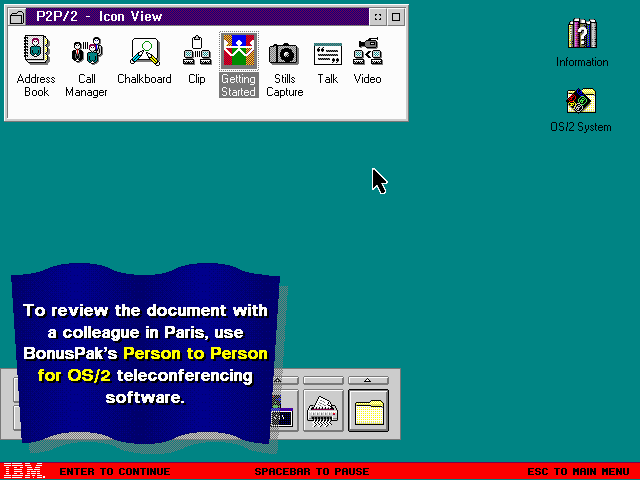 P2P/2 - Icon View
Address Book
Call Manager
Chalkboard
Clip
Getting Started
Stills Capture
Talk
Video
Information
OS/2 System
To review the document with
a colleague in Paris, use
BonusPak's Person to Person
for OS/2 teleconferencing
software.
IBM. ENTER TO CONTINUE SPACEBAR TO PAUSE ESC TO MAIN MENU